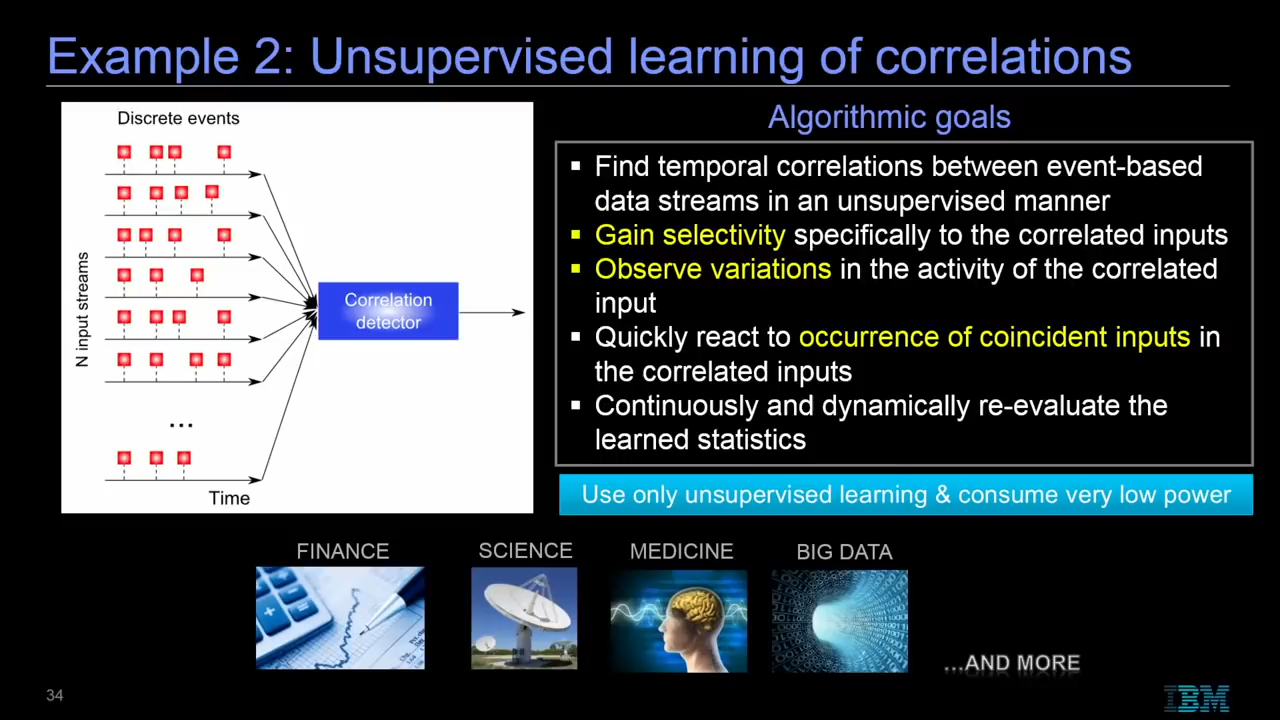 Example 2: Unsupervised learning of correlations
Discrete events
N input streams
Correlation
detector
...
Time
Algorithmic goals
▪ Find temporal correlations between event-based
data streams in an unsupervised manner
▪ Gain selectivity specifically to the correlated inputs
▪ Observe variations in the activity of the correlated
input
▪ Quickly react to occurrence of coincident inputs in
the correlated inputs
▪ Continuously and dynamically re-evaluate the
learned statistics
Use only unsupervised learning & consume very low power
FINANCE
SCIENCE
MEDICINE
BIG DATA
...AND MORE
34
IBM